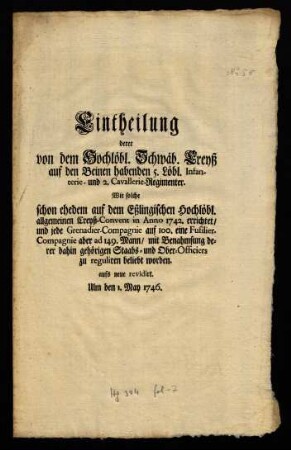 Eintheilung
derer
von dem Hochlöbl. Schwäb. Creyß
auf den Beinen habenden 5. Löbl. Infan-
terie- und 2. Cavallerie-Regimenter.
Wie solche
schon ehedem auf dem Eßlingischen Hochlöbl.
allgemeinen Creyß-Convent in Anno 1742. errichtet,
und jede Grenadier-Compagnie auf 100. eine Fusilier-
Compagnie aber ad 149. Mann/ mit Benahmsung de-
rer dahin gehörigen Staabs- und Ober-Officiers
zu reguliren beliebt worden.
aufs neue revidirt.
Ulm den 1. May 1746.